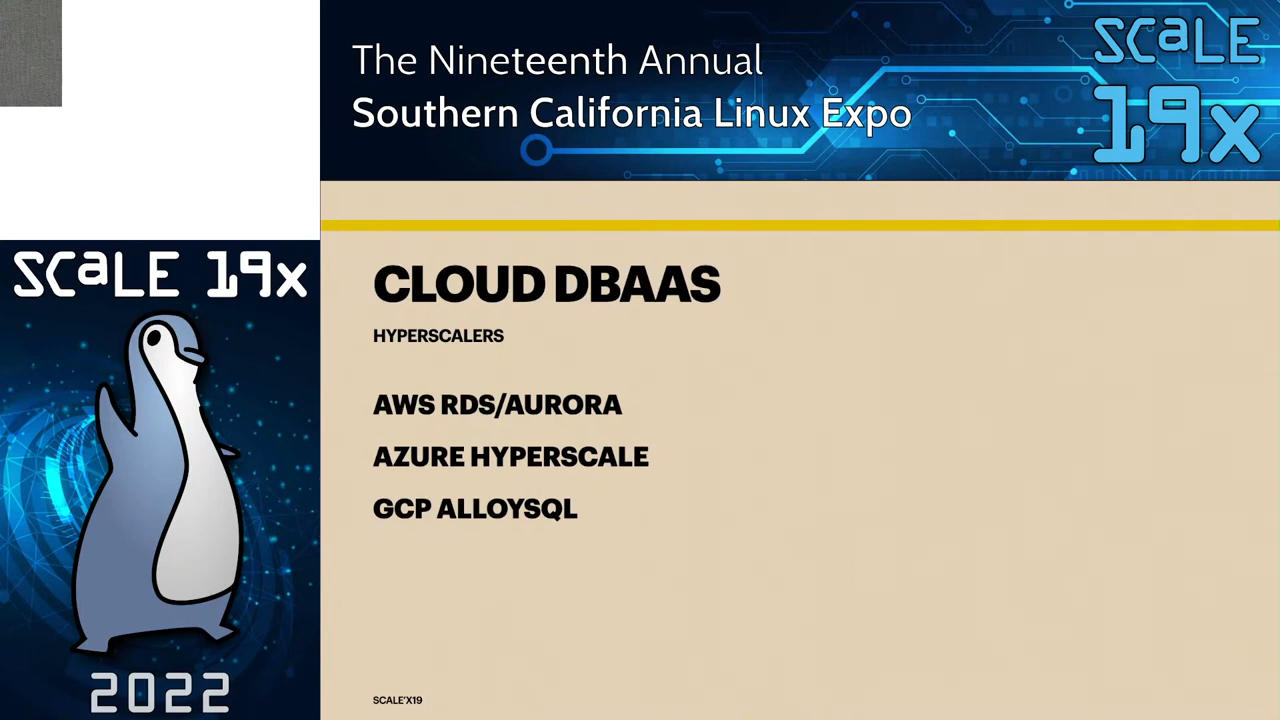 The Nineteenth Annual
Southern California Linux Expo
SCaLE
19x
SCaLE 19x
2022
CLOUD DBAAS
HYPERSCALERS
AWS RDS/AURORA
AZURE HYPERSCALE
GCP ALLOYSQL
SCALE'X19